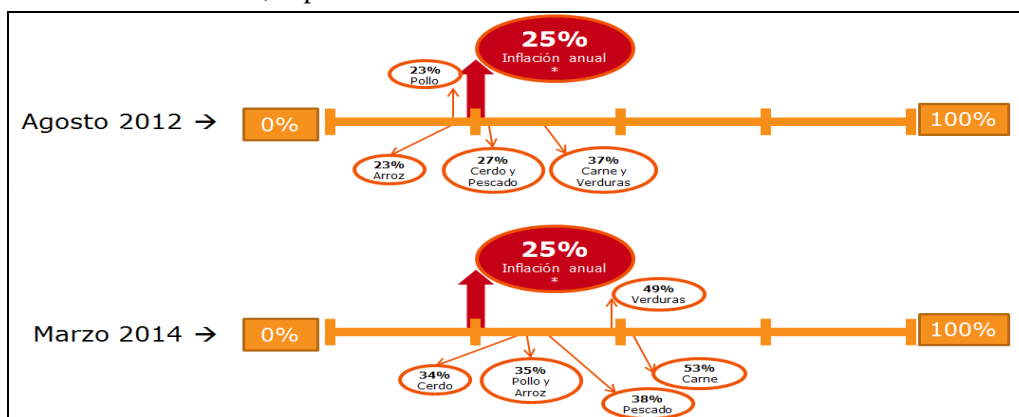 25%
Inflación anual
*
23%
Pollo
Agosto 2012 →
0%
100%
23%
Arroz
27%
Cerdo y
Pescado
37%
Carne y
Verduras
25%
Inflación anual
*
49%
Verduras
Marzo 2014 →
0%
100%
34%
Cerdo
35%
Pollo y
Arroz
38%
Pescado
53%
Carne